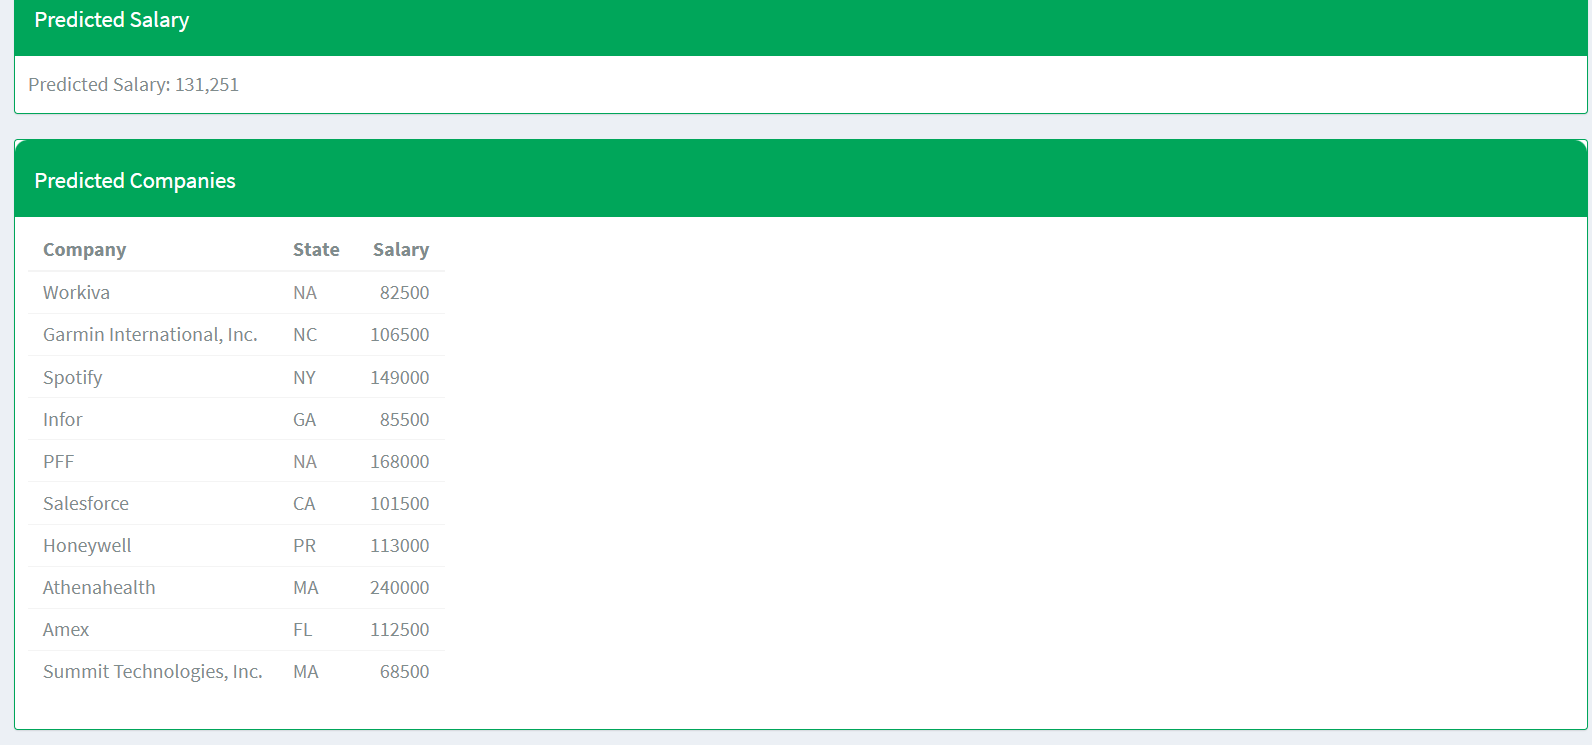 Predicted Salary
Predicted Salary: 131,251
Predicted Companies
Company State Salary
Workiva NA 82500
Garmin International, Inc. NC 106500
Spotify NY 149000
Infor GA 85500
PFF NA 168000
Salesforce CA 101500
Honeywell PR 113000
Athenahealth MA 240000
Amex FL 112500
Summit Technologies, Inc. MA 68500